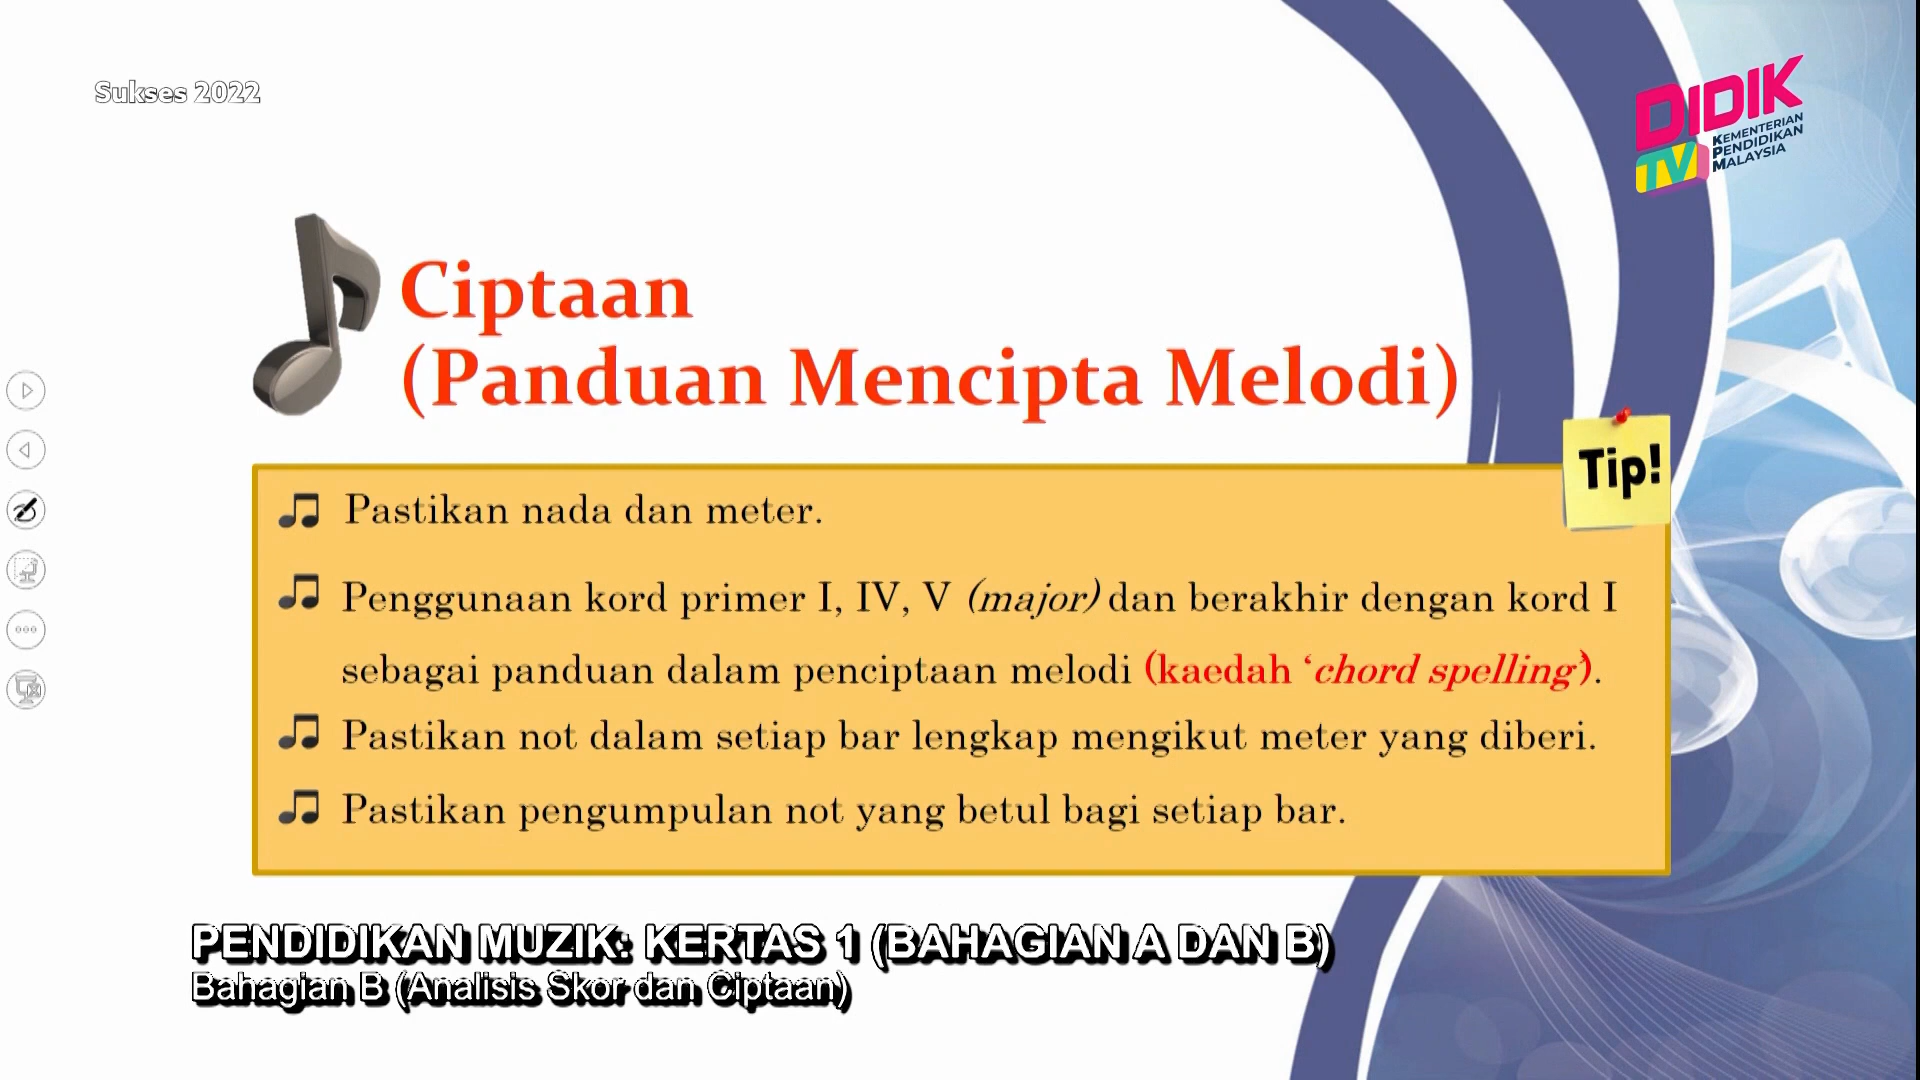 Sukses 2022
DIDIK
TV
KEMENTERIAN
PENDIDIKAN
MALAYSIA
Ciptaan
(Panduan Mencipta Melodi)
Tip!
Pastikan nada dan meter.
Penggunaan kord primer I, IV, V (major) dan berakhir dengan kord I
sebagai panduan dalam penciptaan melodi (kaedah ‘chord spelling’).
Pastikan not dalam setiap bar lengkap mengikut meter yang diberi.
Pastikan pengumpulan not yang betul bagi setiap bar.
PENDIDIKAN MUZIK: KERTAS 1 (BAHAGIAN A DAN B)
Bahagian B (Analisis Skor dan Ciptaan)